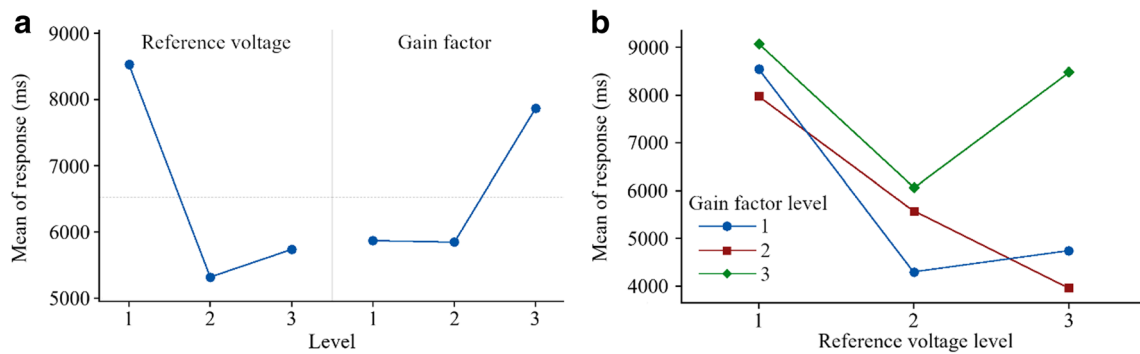 a
Reference voltage
Gain factor
Mean of response (ms)
9000
8000
7000
6000
5000
1 2 3 1 2 3
Level
b
Mean of response (ms)
9000
8000
7000
6000
5000
4000
Gain factor level
1
2
3
1 2 3
Reference voltage level